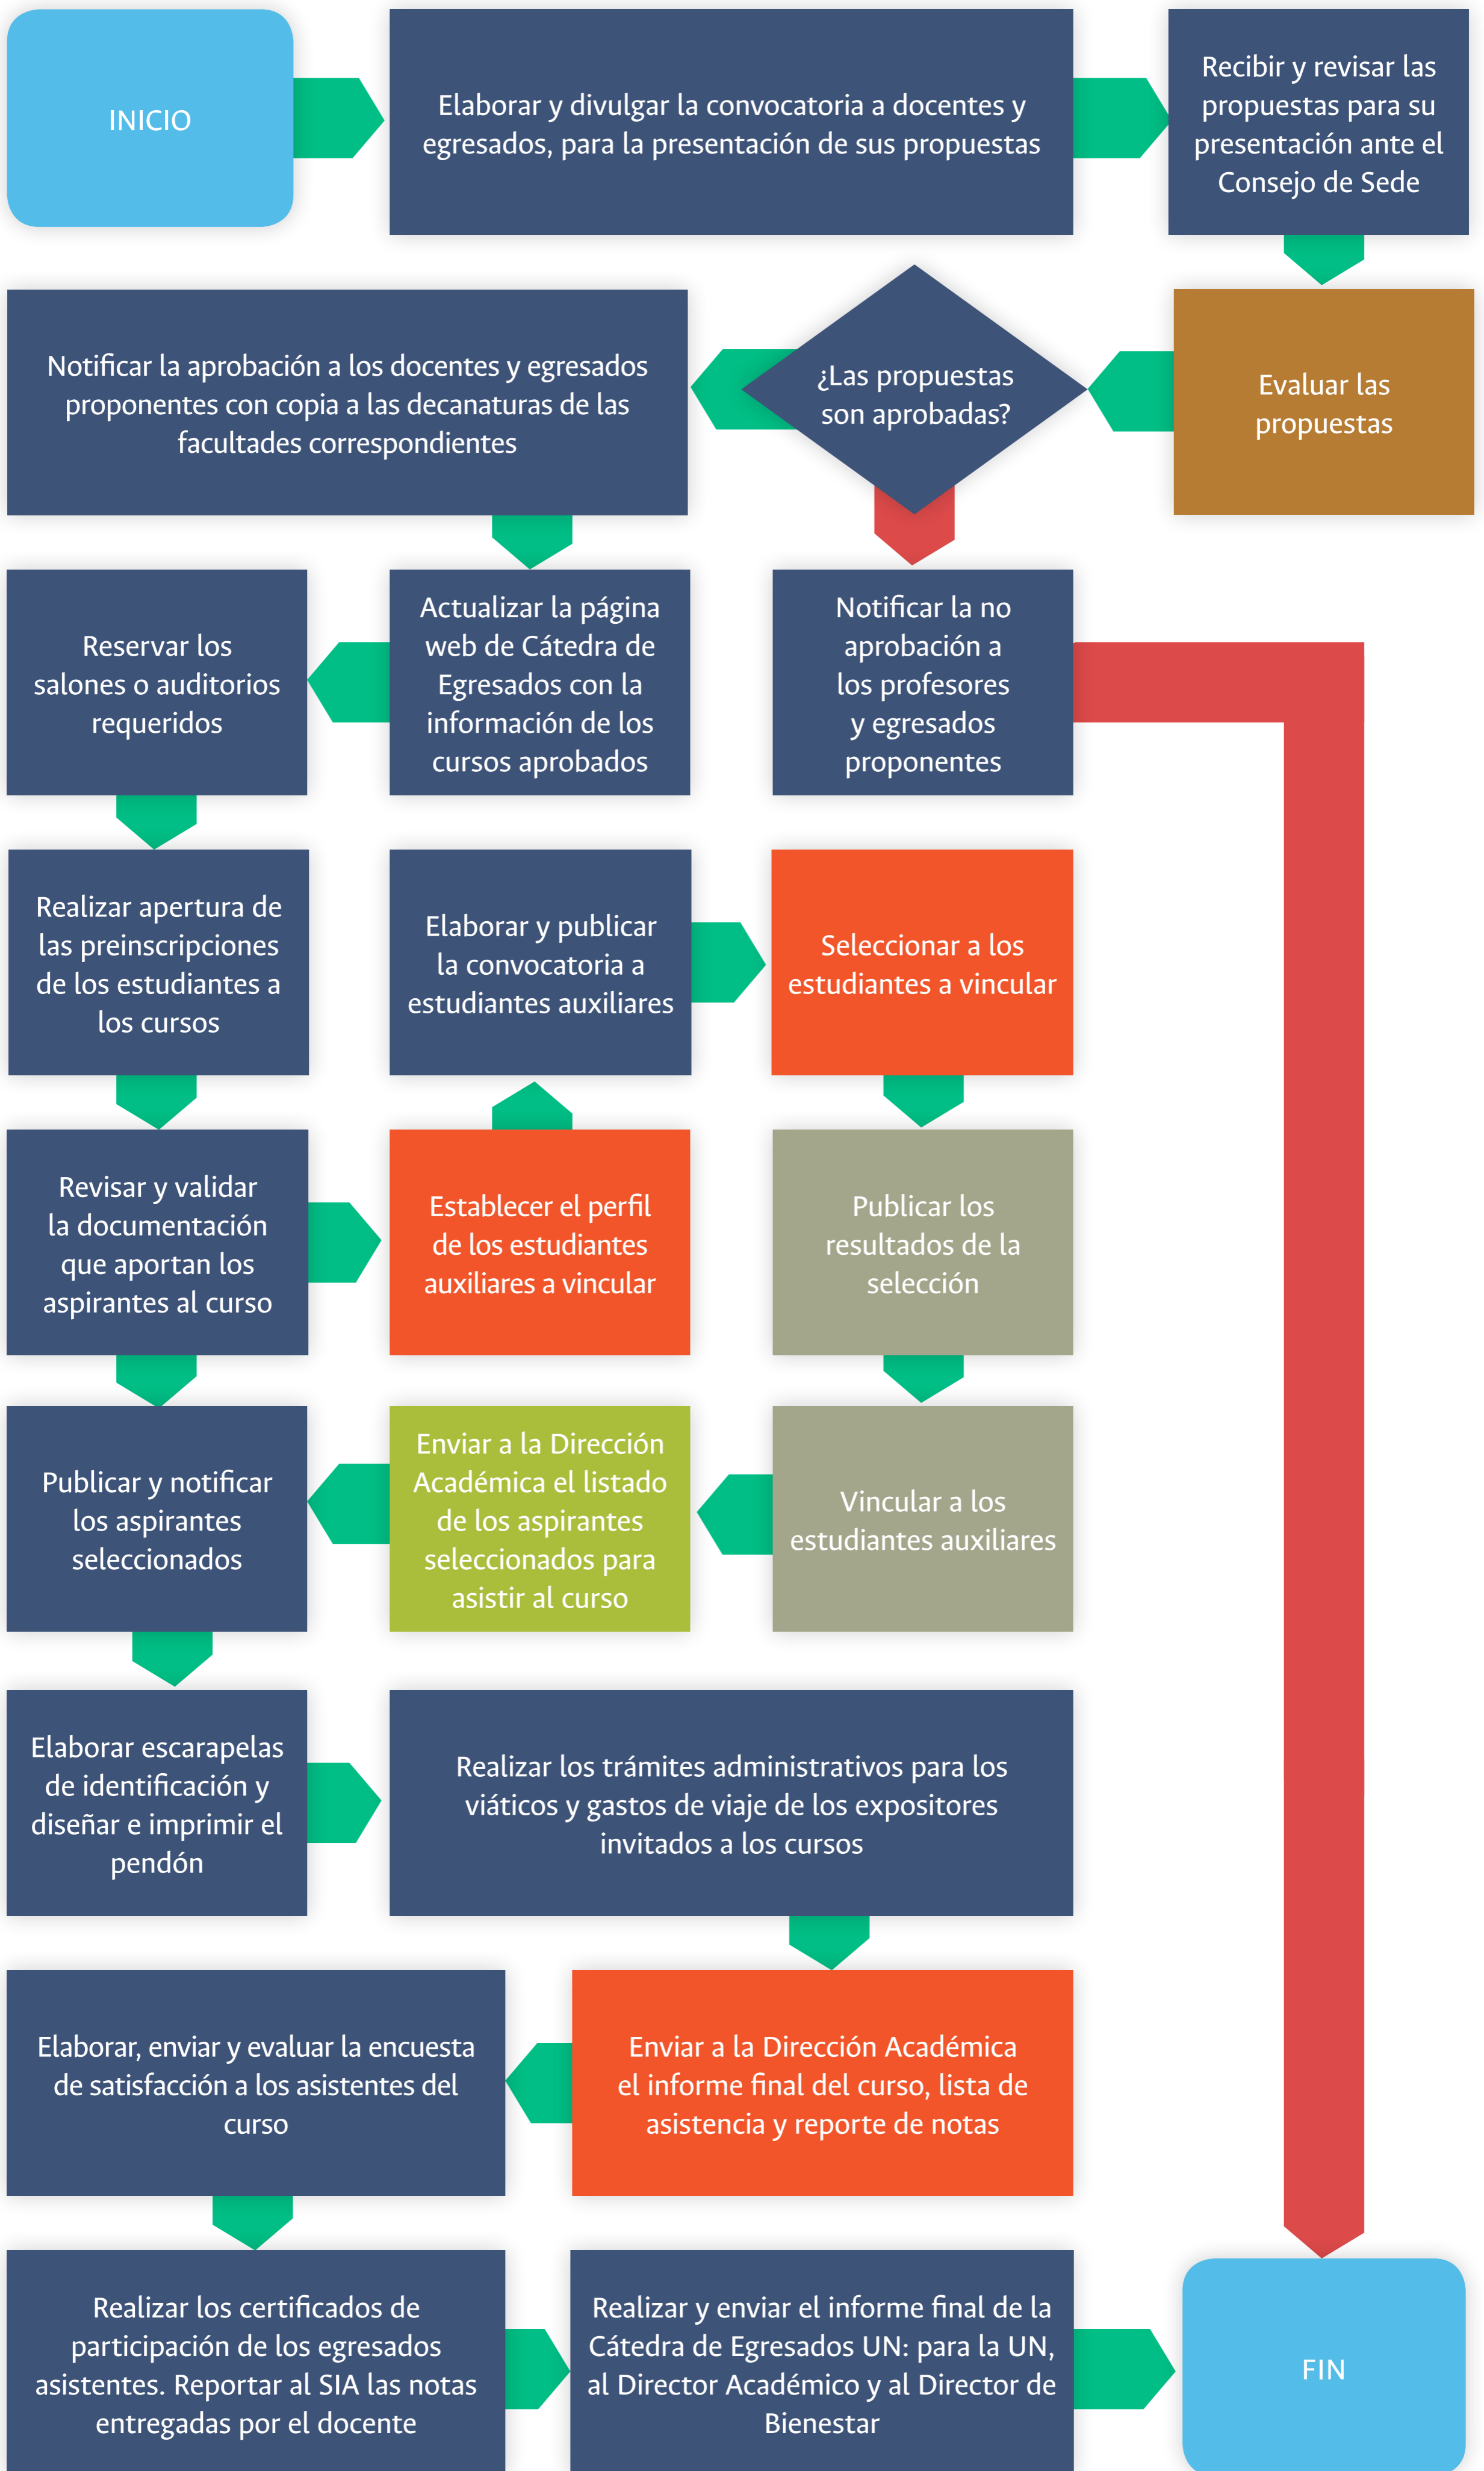 INICIO
Elaborar y divulgar la convocatoria a docentes y
egresados, para la presentación de sus propuestas
Recibir y revisar las
propuestas para su
presentación ante el
Consejo de Sede
Notificar la aprobación a los docentes y egresados
proponentes con copia a las decanaturas de las
facultades correspondientes
¿Las propuestas
son aprobadas?
Evaluar las
propuestas
Reservar los
salones o auditorios
requeridos
Actualizar la página
web de Cátedra de
Egresados con la
información de los
cursos aprobados
Notificar la no
aprobación a
los profesores
y egresados
proponentes
Realizar apertura de
las preinscripciones
de los estudiantes a
los cursos
Elaborar y publicar
la convocatoria a
estudiantes auxiliares
Seleccionar a los
estudiantes a vincular
Revisar y validar
la documentación
que aportan los
aspirantes al curso
Establecer el perfil
de los estudiantes
auxiliares a vincular
Publicar los
resultados de la
selección
Publicar y notificar
los aspirantes
seleccionados
Enviar a la Dirección
Académica el listado
de los aspirantes
seleccionados para
asistir al curso
Vincular a los
estudiantes auxiliares
Elaborar escarapelas
de identificación y
diseñar e imprimir el
pendón
Realizar los trámites administrativos para los
viáticos y gastos de viaje de los expositores
invitados a los cursos
Elaborar, enviar y evaluar la encuesta
de satisfacción a los asistentes del
curso
Enviar a la Dirección Académica
el informe final del curso, lista de
asistencia y reporte de notas
Realizar los certificados de
participación de los egresados
asistentes. Reportar al SIA las notas
entregadas por el docente
Realizar y enviar el informe final de la
Cátedra de Egresados UN: para la UN,
al Director Académico y al Director de
Bienestar
FIN